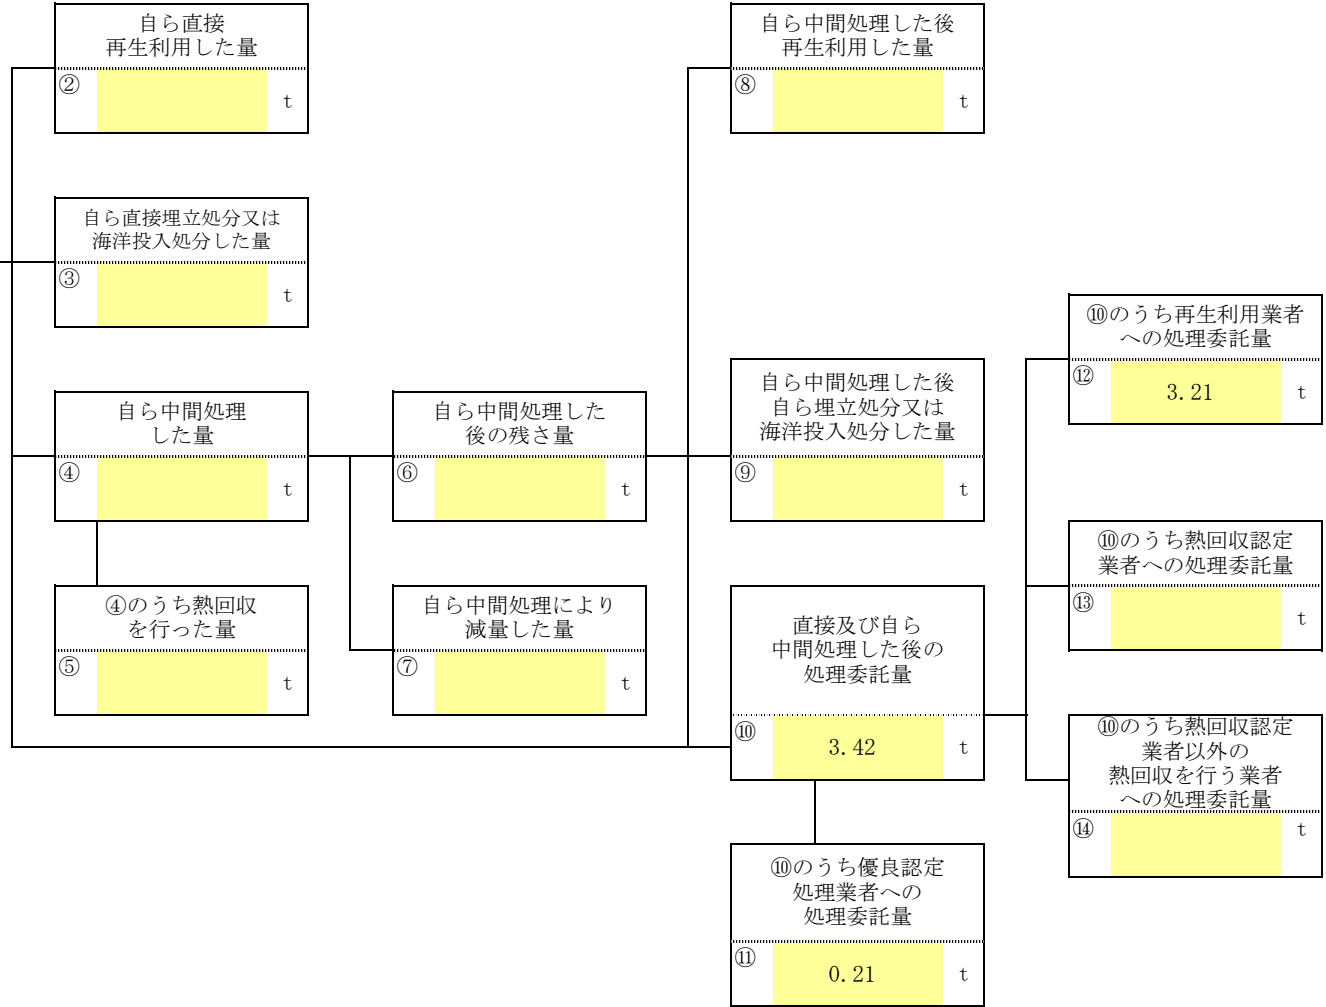 自ら直接
再生利用した量
②
t
自ら中間処理した後
再生利用した量
⑧
t
自ら直接埋立処分又は
海洋投入処分した量
③
t
⑩のうち再生利用業者
への処理委託量
⑫
3.21
t
自ら中間処理
した量
④
t
自ら中間処理した
後の残さ量
⑥
t
自ら中間処理した後
自ら埋立処分又は
海洋投入処分した量
⑨
t
⑩のうち熱回収認定
業者への処理委託量
⑬
t
④のうち熱回収
を行った量
⑤
t
自ら中間処理により
減量した量
⑦
t
直接及び自ら
中間処理した後の
処理委託量
⑩
3.42
t
⑩のうち熱回収認定
業者以外の
熱回収を行う業者
への処理委託量
⑭
t
⑩のうち優良認定
処理業者への
処理委託量
⑪
0.21
t